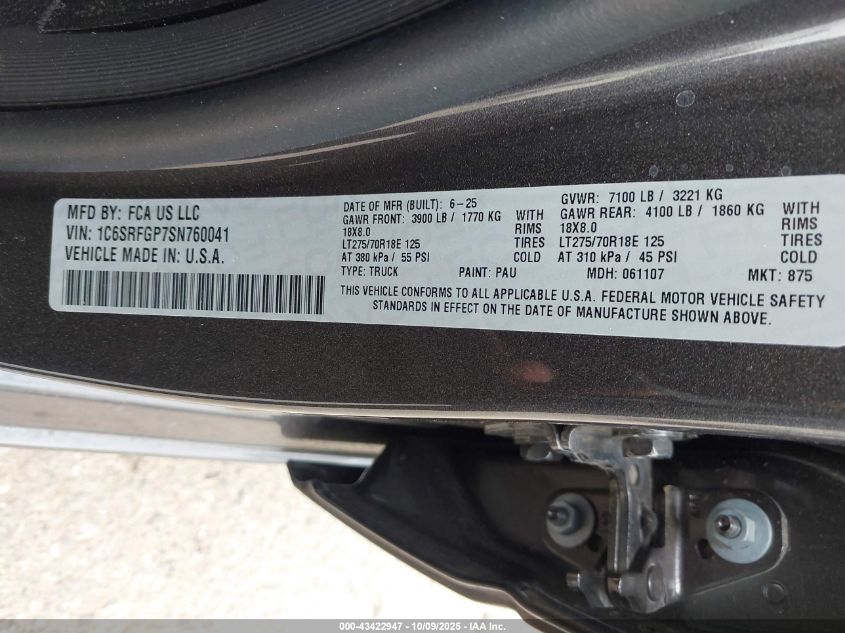 MFD BY: FCA US LLC
VIN: 1C6SRFGP7SN760041
VEHICLE MADE IN: U.S.A.
DATE OF MFR (BUILT): 6-25 GVWR: 7100 LB / 3221 KG
GAWR FRONT: 3900 LB / 1770 KG WITH GAWR REAR: 4100 LB / 1860 KG WITH
18X8.0 RIMS 18X8.0 RIMS
LT275/70R18E 125 TIRES LT275/70R18E 125 TIRES
AT 380 kPa / 55 PSI COLD AT 310 kPa / 45 PSI COLD
TYPE: TRUCK PAINT: PAU MDH: 061107 MKT: 875
THIS VEHICLE CONFORMS TO ALL APPLICABLE U.S.A. FEDERAL MOTOR VEHICLE SAFETY
STANDARDS IN EFFECT ON THE DATE OF MANUFACTURE SHOWN ABOVE.
000-43422947 - 10/09/2025 - IAA Inc.